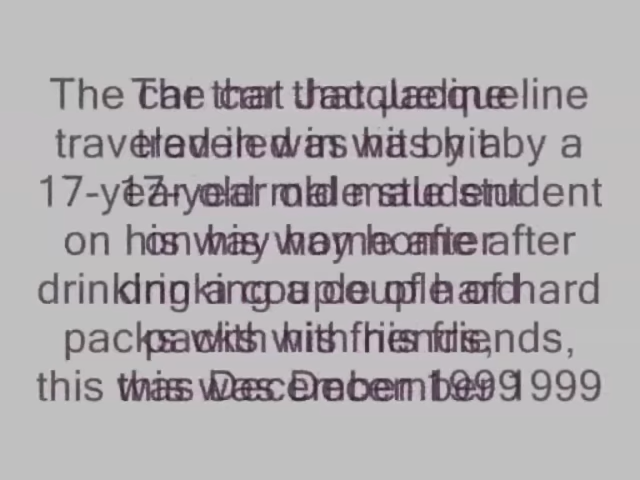 The car that Jacqueline
traveled in was hit by a
17-year old male student
on his way home after
drinking a couple of hard
packs with his friends,
this was December 1999